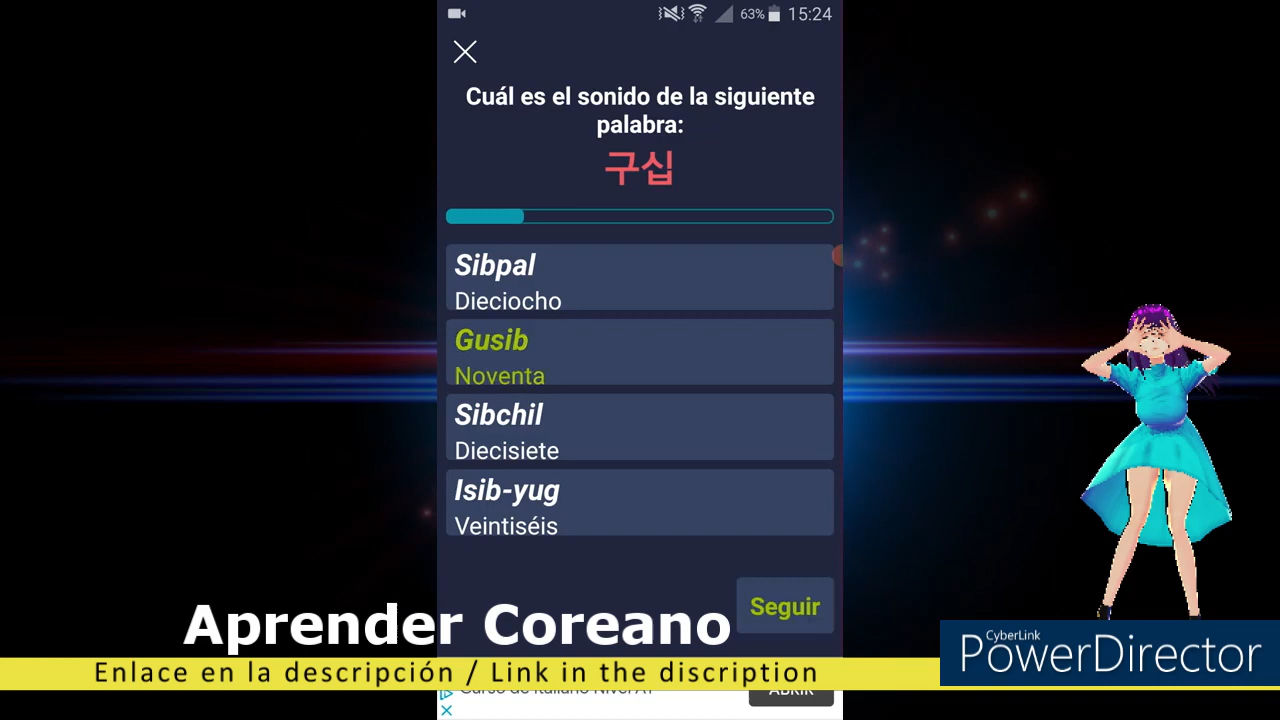 63% 15:24
Cuál es el sonido de la siguiente
palabra:
구십
Sibpal
Dieciocho
Gusib
Noventa
Sibchil
Diecisiete
Isib-yug
Veintiséis
Seguir
Aprender Coreano
Enlace en la descripción / Link in the discription
CyberLink
PowerDirector
ABRIR